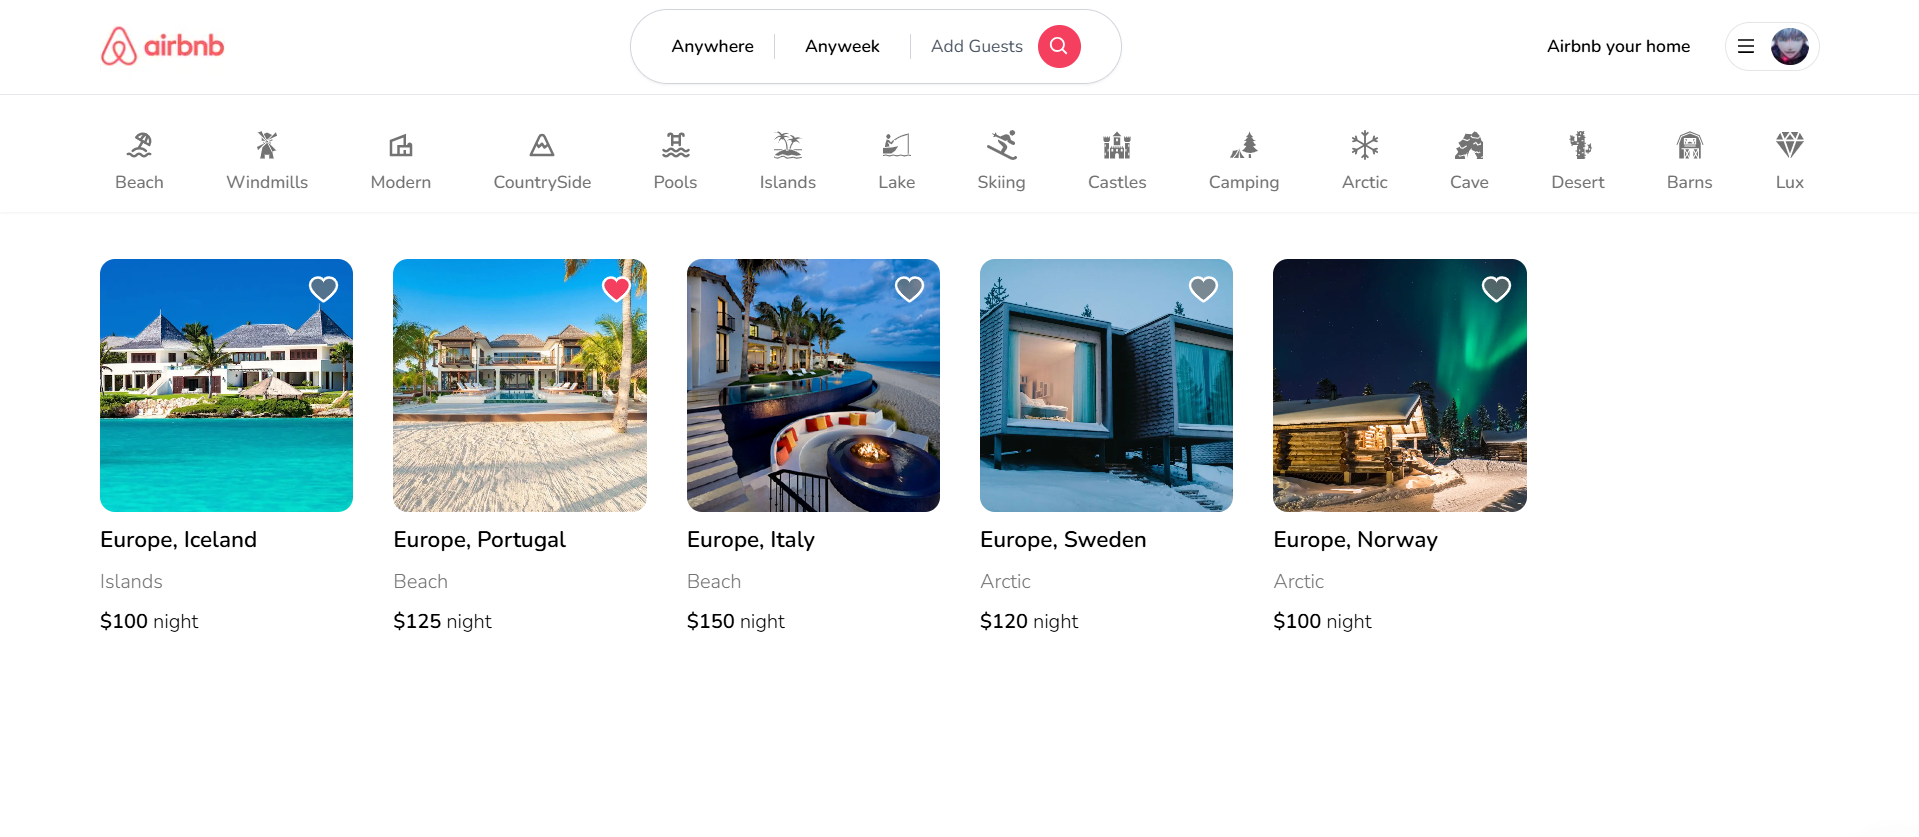 airbnb
Anywhere
Anyweek
Add Guests
Airbnb your home
Beach
Windmills
Modern
CountrySide
Pools
Islands
Lake
Skiing
Castles
Camping
Arctic
Cave
Desert
Barns
Lux
Europe, Iceland
Islands
$100 night
Europe, Portugal
Beach
$125 night
Europe, Italy
Beach
$150 night
Europe, Sweden
Arctic
$120 night
Europe, Norway
Arctic
$100 night